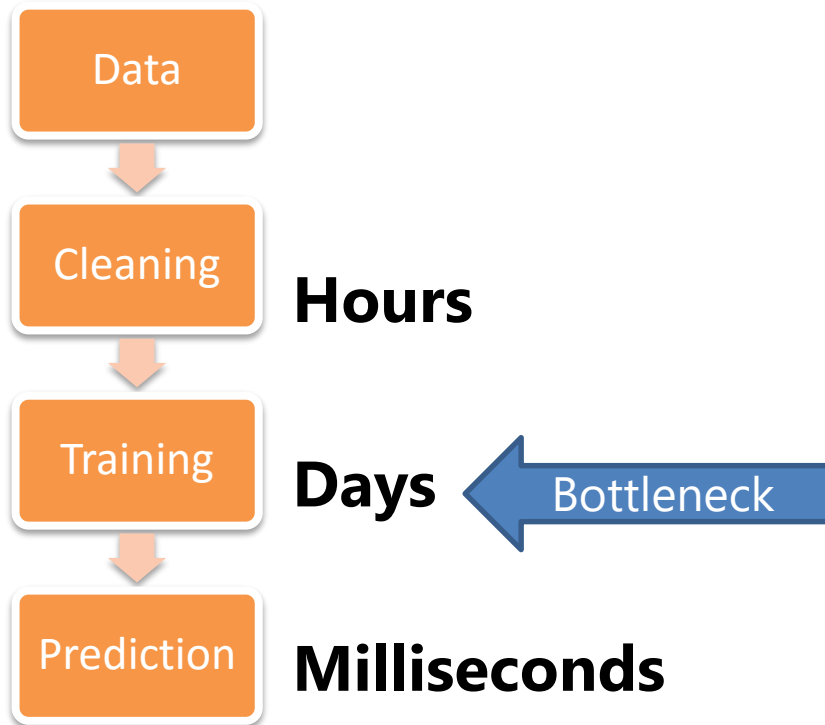 Data
Cleaning
Hours
Training
Days
Bottleneck
Prediction
Milliseconds